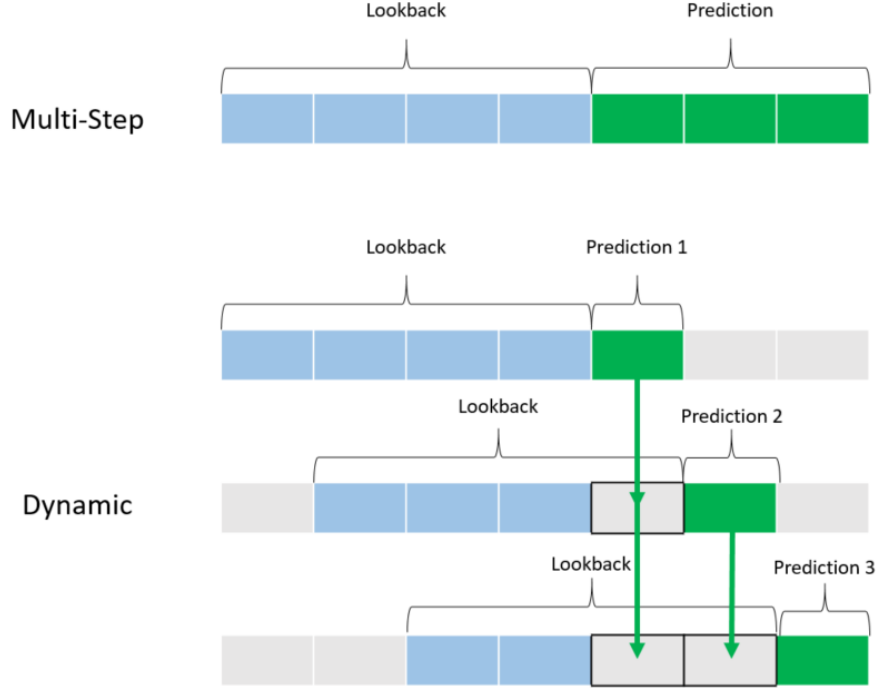 Lookback
Prediction
Multi-Step
Lookback
Prediction 1
Lookback
Prediction 2
Dynamic
Lookback
Prediction 3